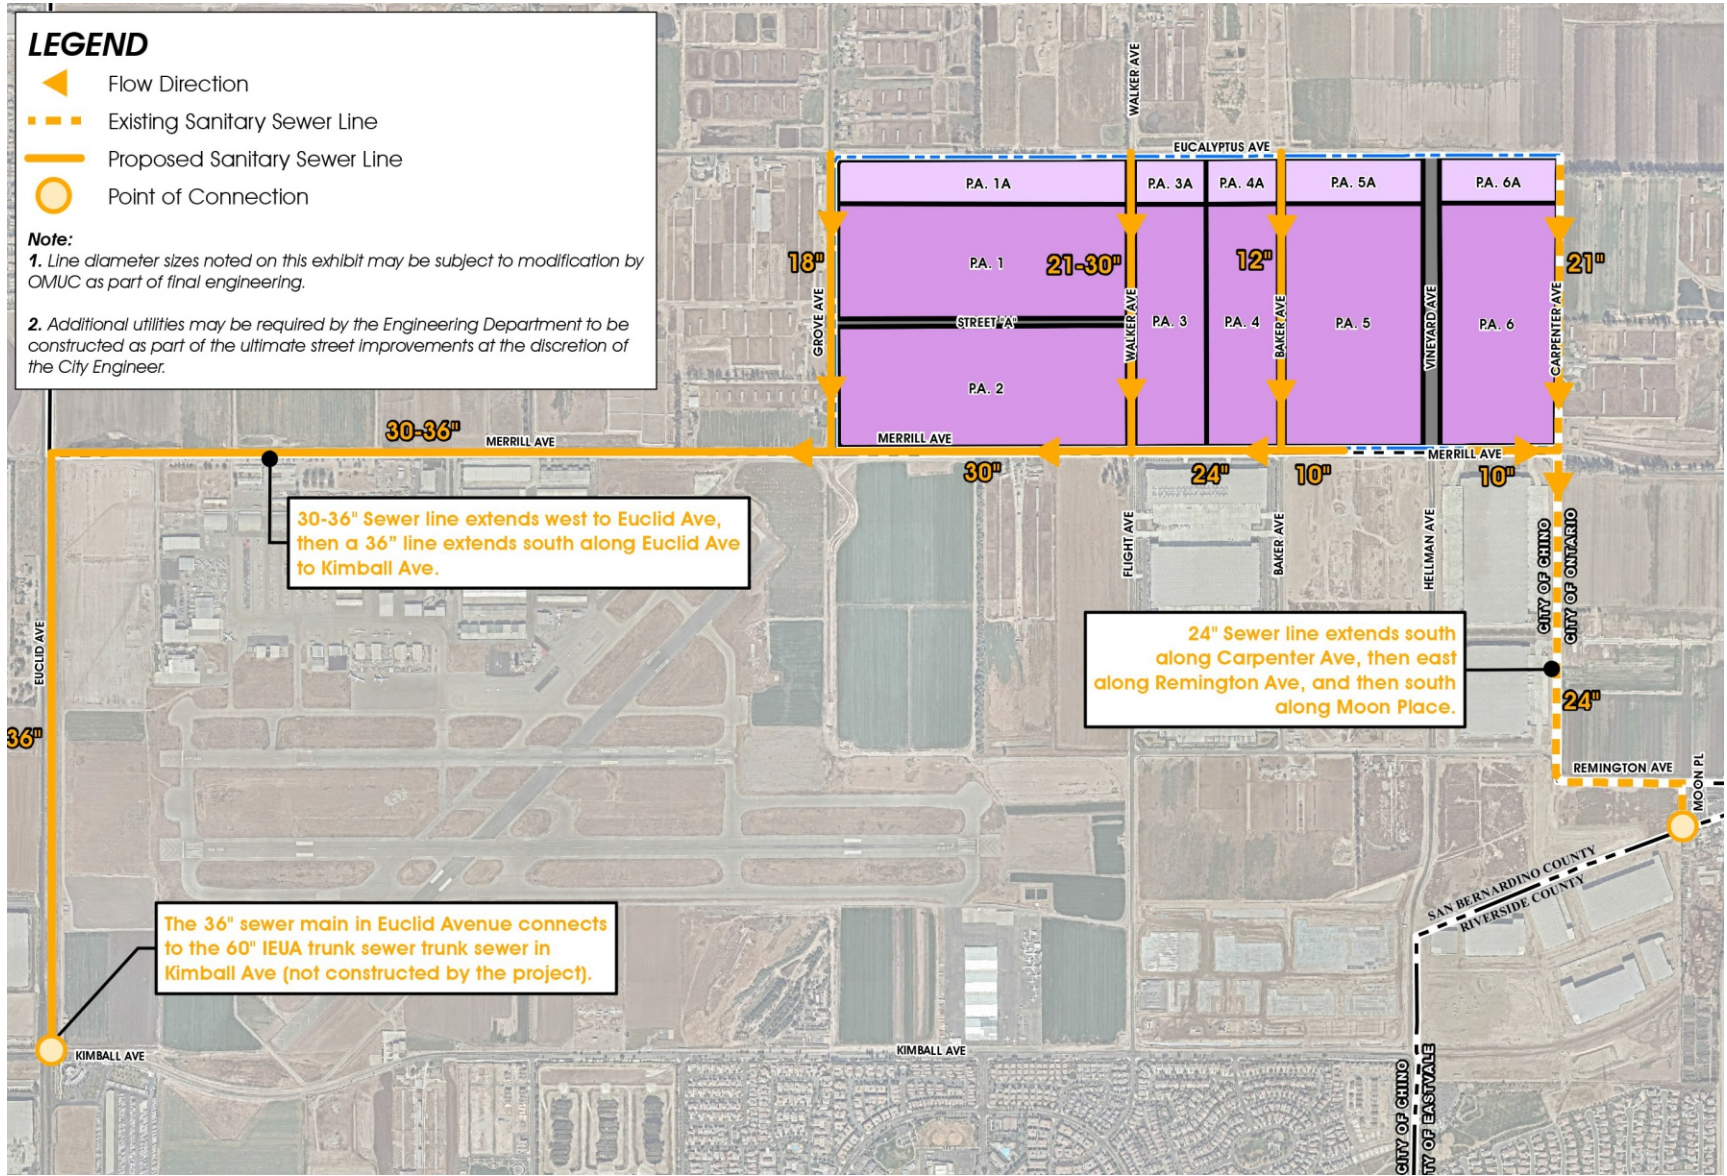 LEGEND
Flow Direction
Existing Sanitary Sewer Line
Proposed Sanitary Sewer Line
Point of Connection
Note:
1. Line diameter sizes noted on this exhibit may be subject to modification by
OMUC as part of final engineering.
2. Additional utilities may be required by the Engineering Department to be
constructed as part of the ultimate street improvements at the discretion of
the City Engineer.
WALKER AVE
EUCALYPTUS AVE
P.A. 1A
P.A. 3A
P.A. 4A
P.A. 5A
P.A. 6A
18"
P.A. 1
21-30"
12"
21"
GROVE AVE
STREET "A"
WALKER AVE
P.A. 3
P.A. 4
BAKER AVE
P.A. 5
VINEYARD AVE
P.A. 6
CARPENTER AVE
P.A. 2
30-36"
MERRILL AVE
MERRILL AVE
MERRILL AVE
30"
24"
10"
10"
30-36" Sewer line extends west to Euclid Ave,
then a 36” line extends south along Euclid Ave
to Kimball Ave.
FLIGHT AVE
BAKER AVE
HELLMAN AVE
CITY OF CHINO
CITY OF ONTARIO
EUCLID AVE
24" Sewer line extends south
along Carpenter Ave, then east
along Remington Ave, and then south
along Moon Place.
24"
36"
REMINGTON AVE
MOON PL
SAN BERNARDINO COUNTY
RIVERSIDE COUNTY
The 36" sewer main in Euclid Avenue connects
to the 60" IEUA trunk sewer trunk sewer in
Kimball Ave (not constructed by the project).
KIMBALL AVE
KIMBALL AVE
CITY OF CHINO
TY OF EASTVALE